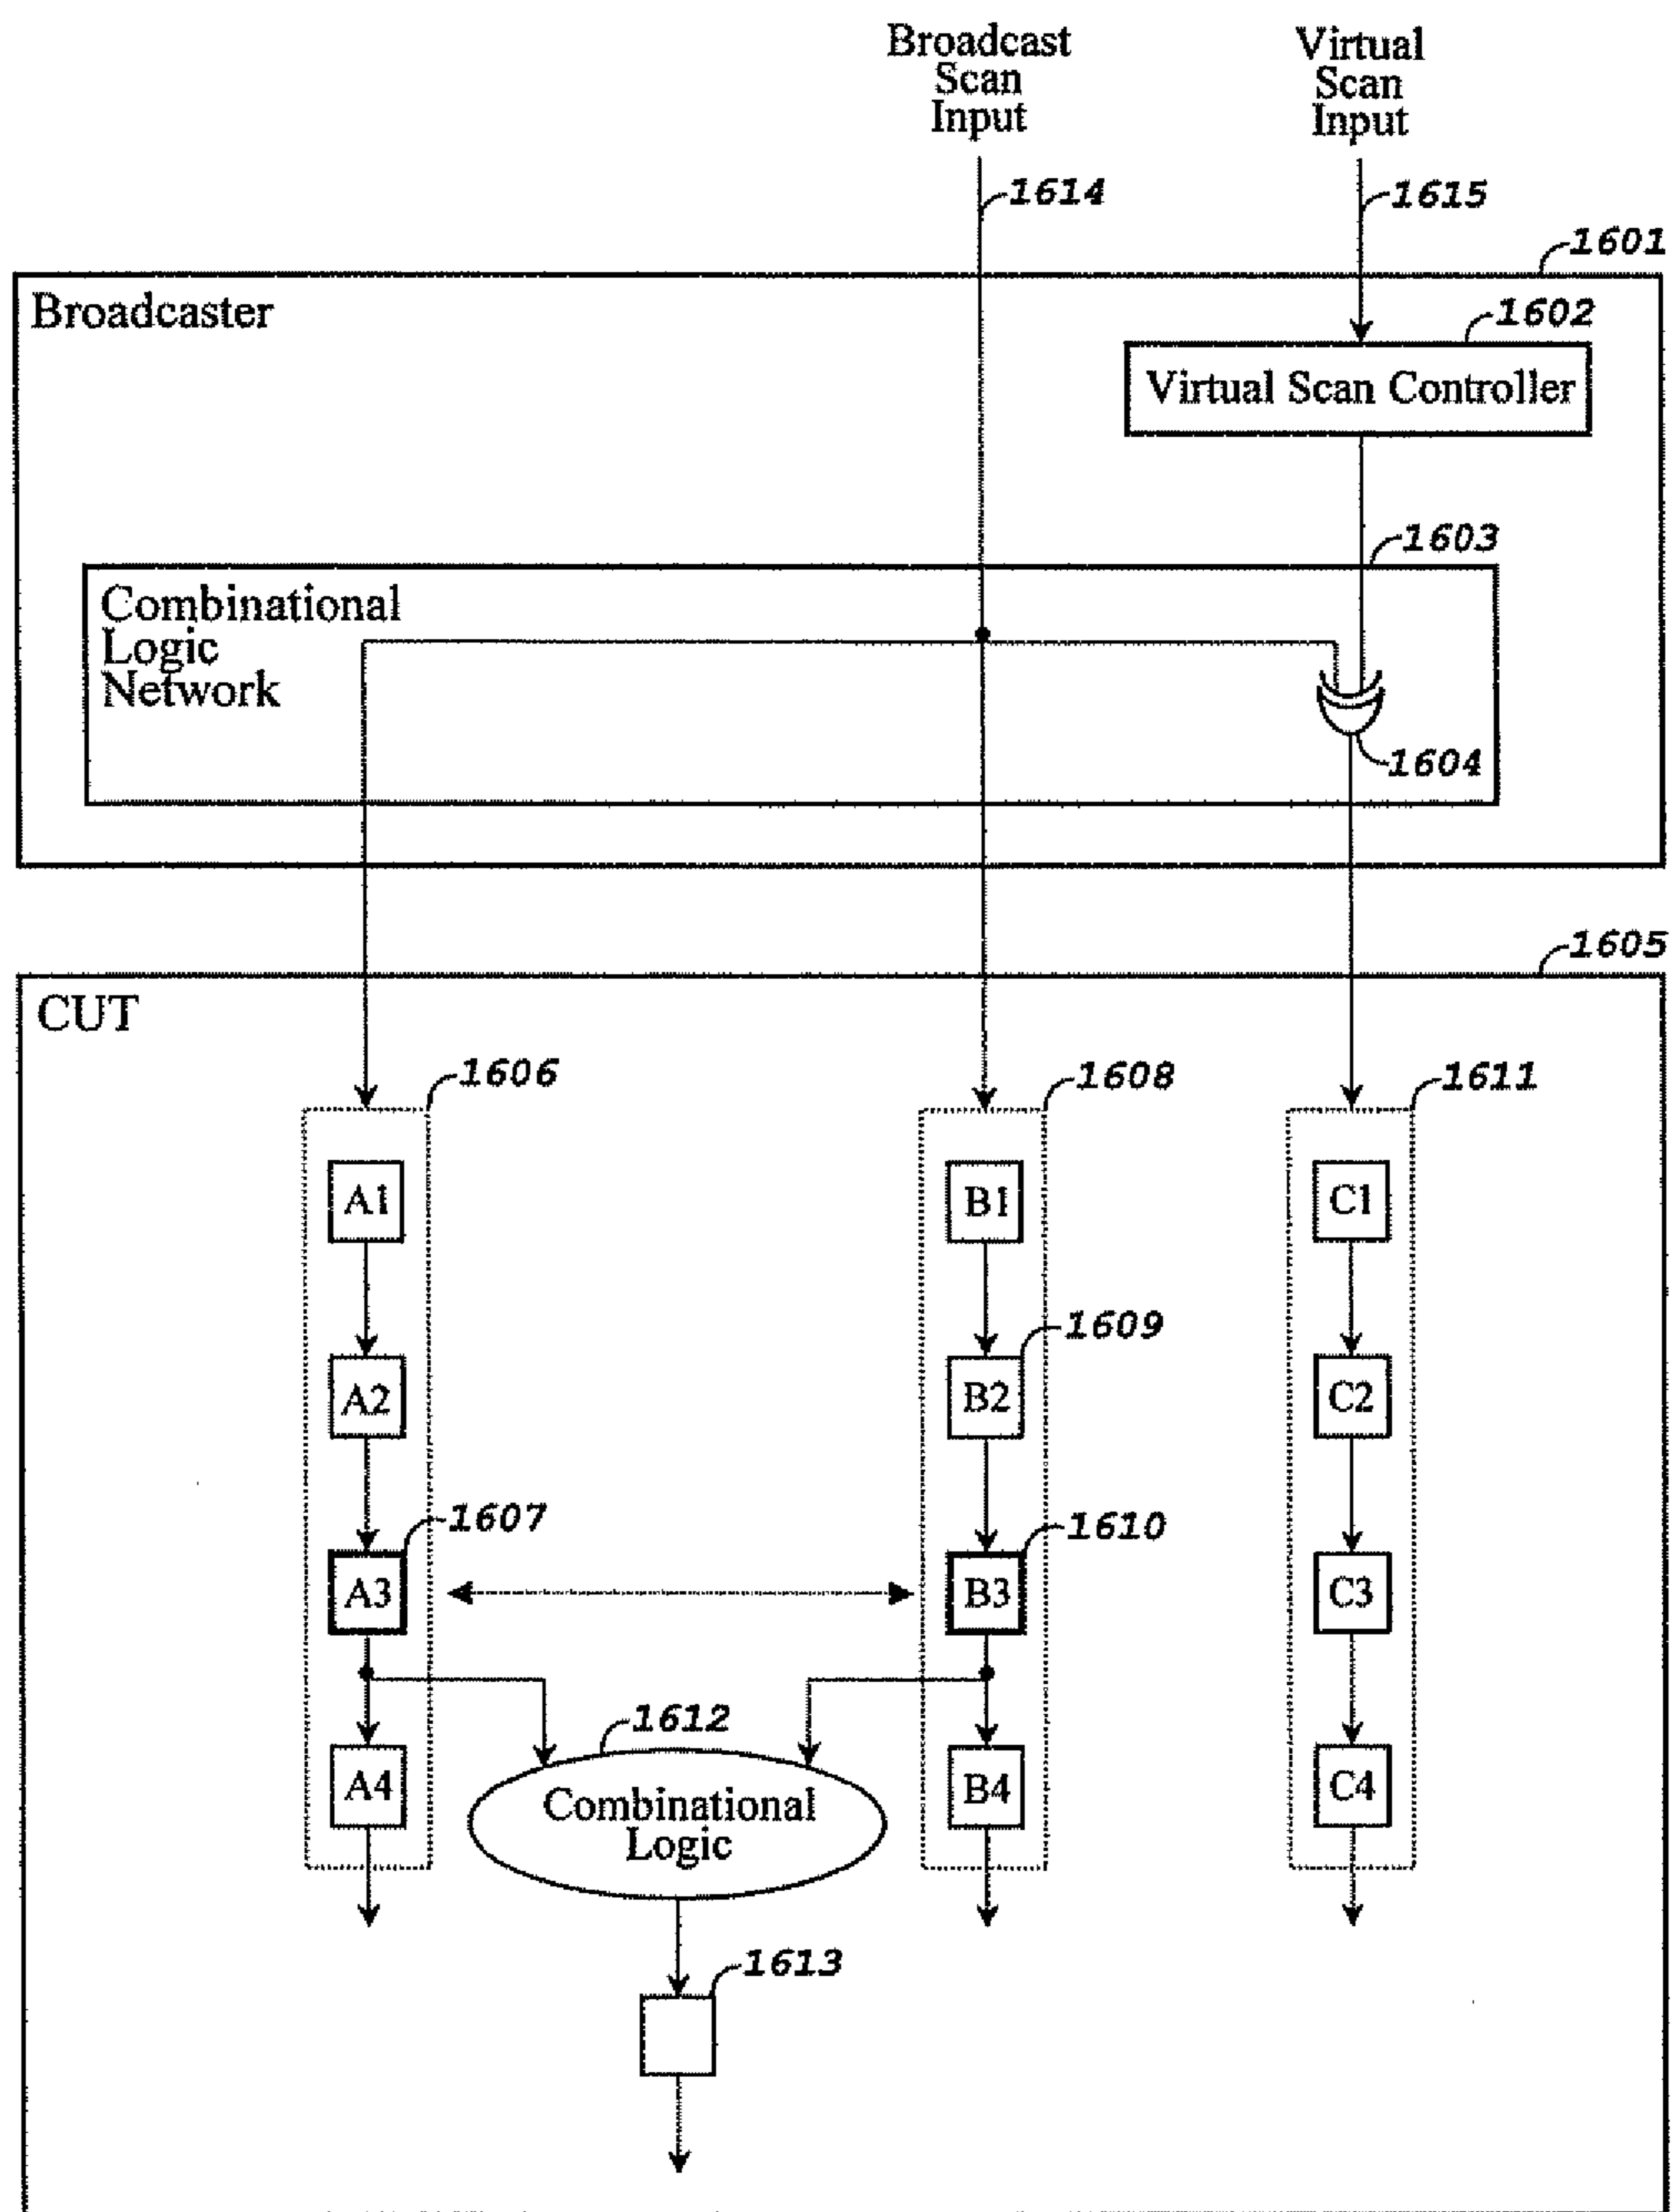 Broadcast
Scan
Input
Virtual
Scan
Input
1614
1615
1601
Broadcaster
1602
Virtual Scan Controller
1603
Combinational
Logic
Network
1604
1605
CUT
1606
1608
1611
A1
B1
C1
1609
A2
B2
C2
1607
1610
A3
B3
C3
1612
A4
Combinational
Logic
B4
C4
1613